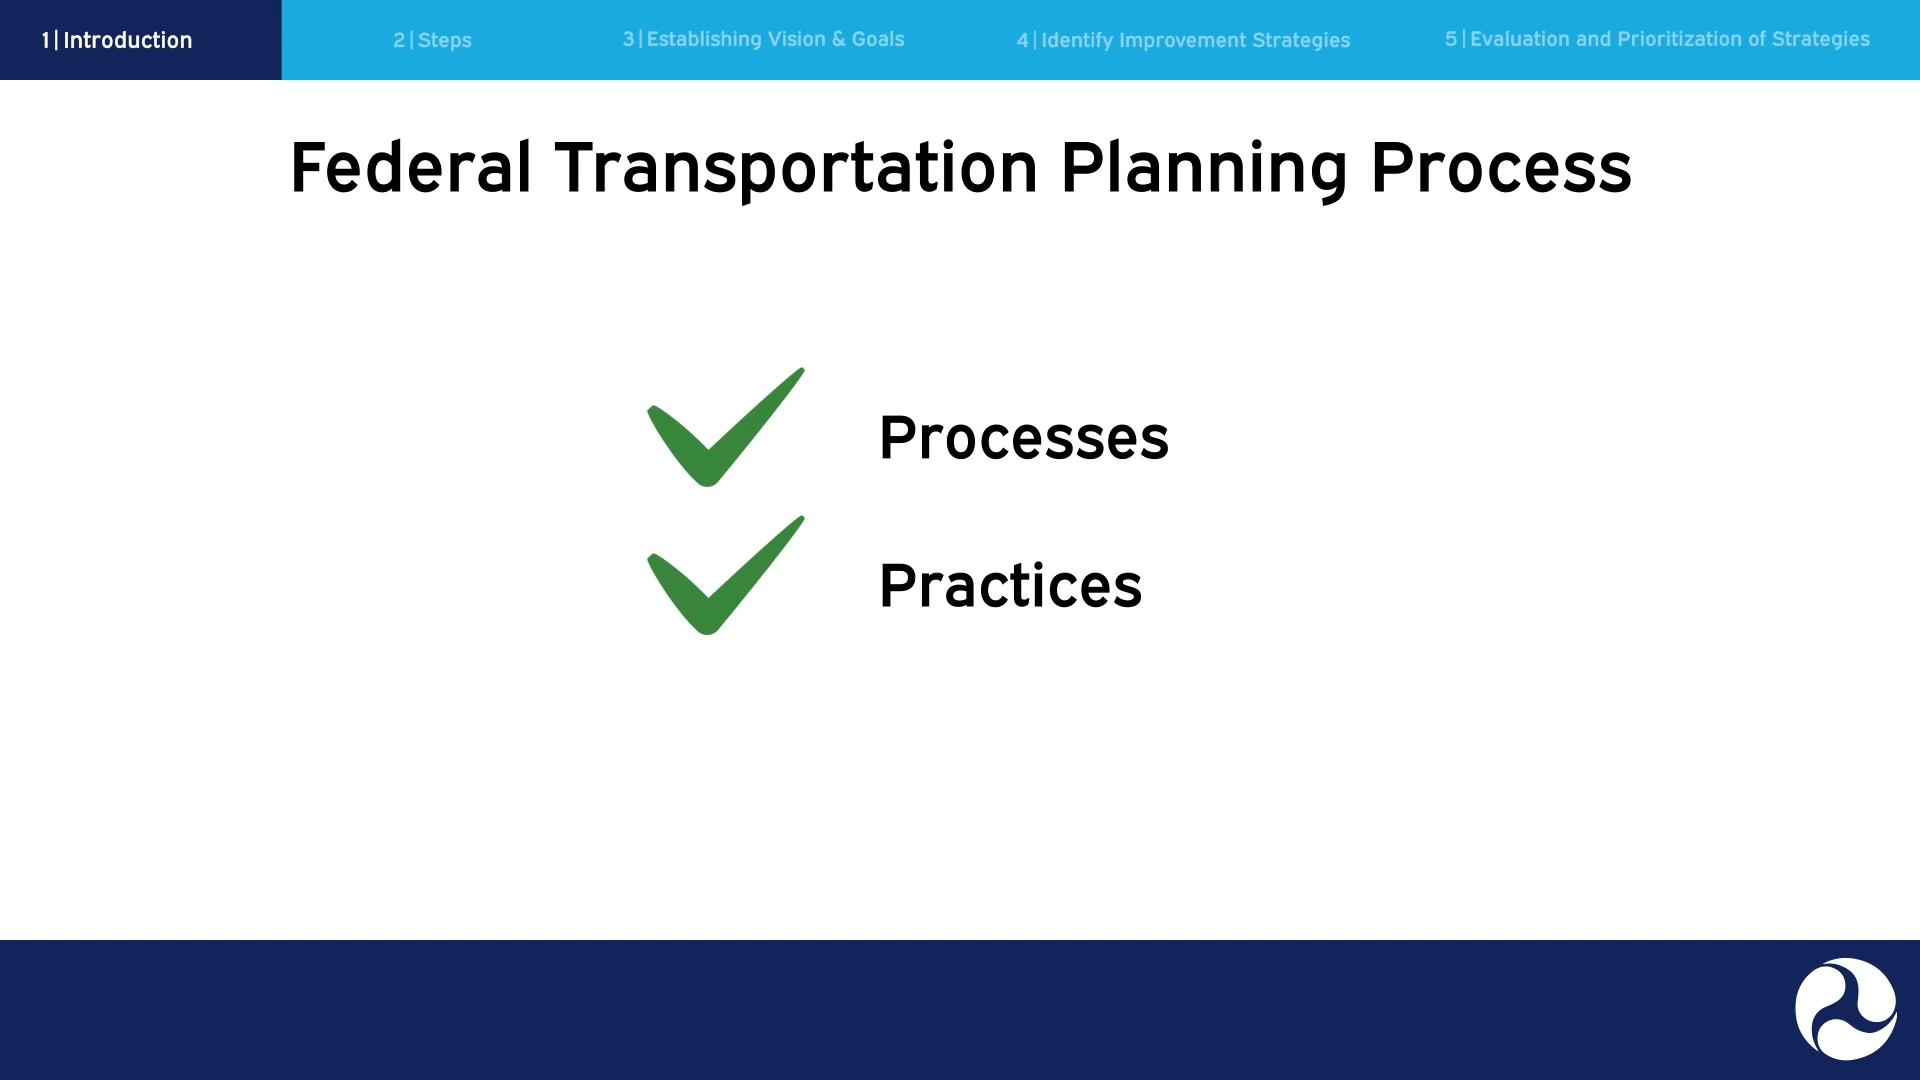 1|Introduction
2|Steps
3|Establishing Vision & Goals
4|Identify Improvement Strategies
5|Evaluation and Prioritization of Strategies
Federal Transportation Planning Process
Processes
Practices